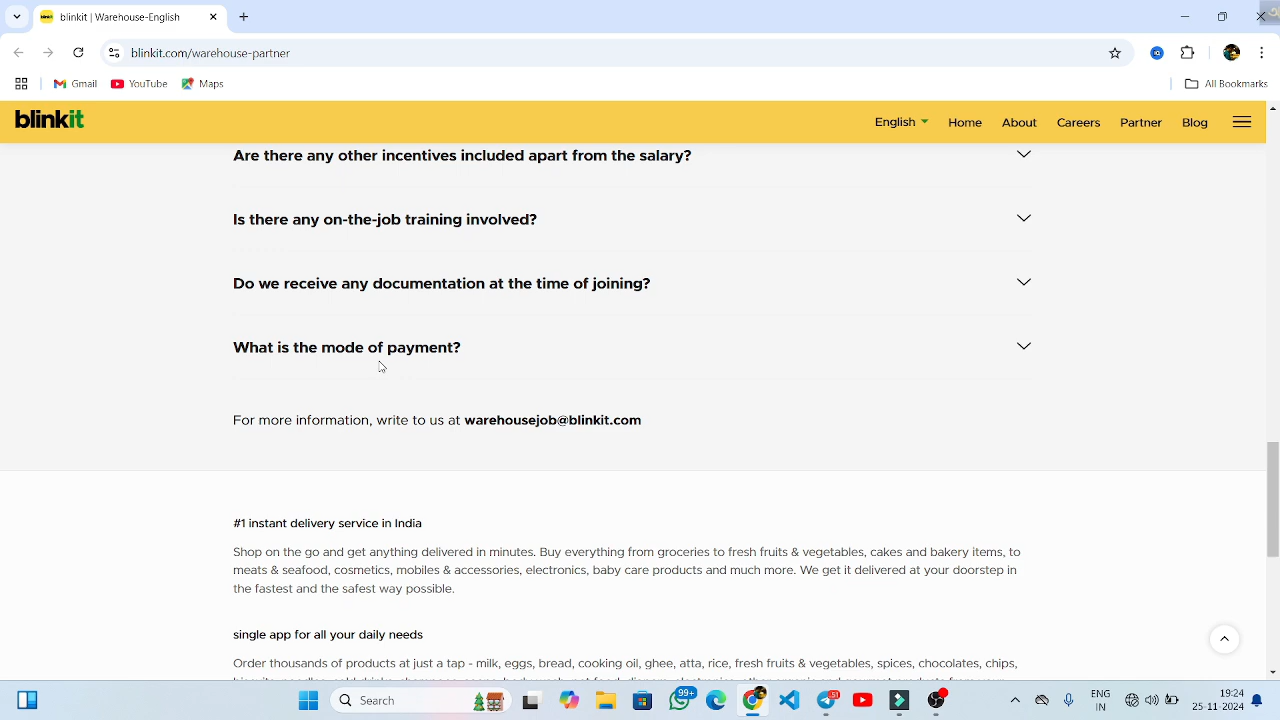 blinkit | Warehouse-English
blinkit.com/warehouse-partner
Gmail YouTube Maps All Bookmarks
blinkit English Home About Careers Partner Blog
Are there any other incentives included apart from the salary?
Is there any on-the-job training involved?
Do we receive any documentation at the time of joining?
What is the mode of payment?
For more information, write to us at warehousejob@blinkit.com
#1 instant delivery service in India
Shop on the go and get anything delivered in minutes. Buy everything from groceries to fresh fruits & vegetables, cakes and bakery items, to
meats & seafood, cosmetics, mobiles & accessories, electronics, baby care products and much more. We get it delivered at your doorstep in
the fastest and the safest way possible.
single app for all your daily needs
Order thousands of products at just a tap - milk, eggs, bread, cooking oil, ghee, atta, rice, fresh fruits & vegetables, spices, chocolates, chips,
Search
99+
51
ENG
IN
19:24
25-11-2024